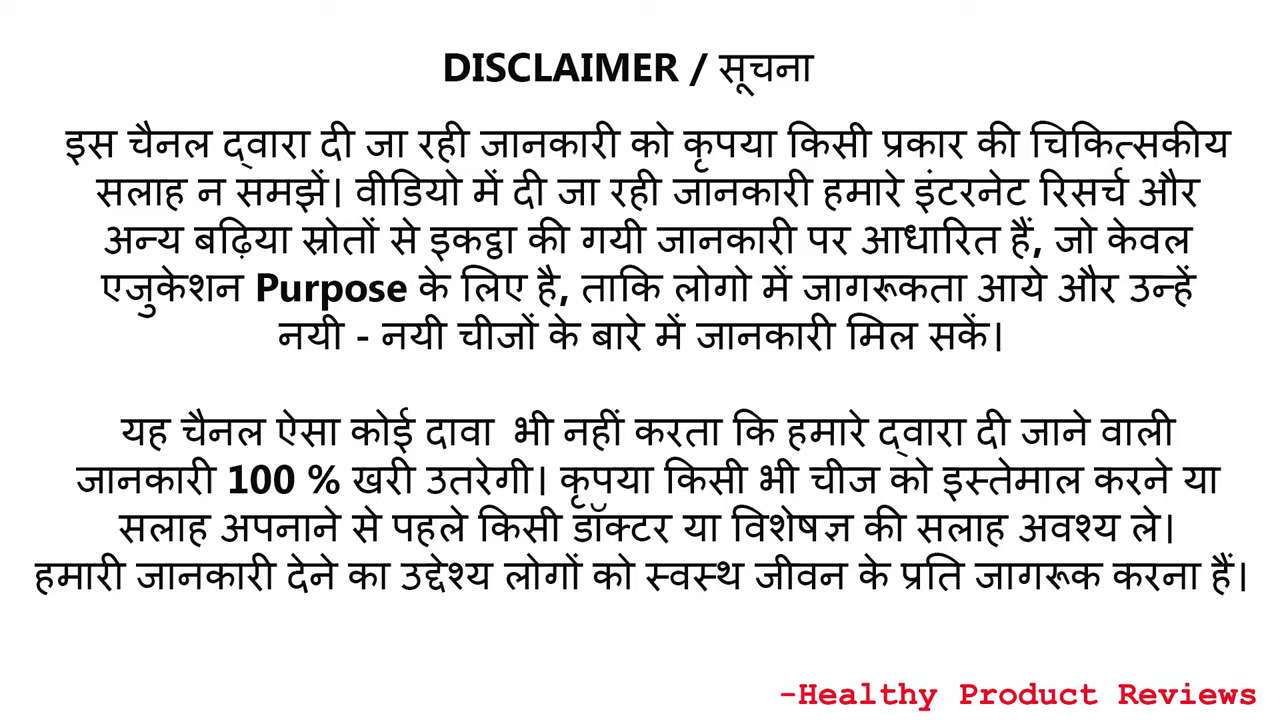 DISCLAIMER / सूचना
इस चैनल द्वारा दी जा रही जानकारी को कृपया किसी प्रकार की चिकित्सकीय
सलाह न समझें। वीडियो में दी जा रही जानकारी हमारे इंटरनेट रिसर्च और
अन्य बढ़िया स्रोतों से इकट्ठा की गयी जानकारी पर आधारित हैं, जो केवल
एजुकेशन Purpose के लिए है, ताकि लोगो में जागरूकता आये और उन्हें
नयी - नयी चीजों के बारे में जानकारी मिल सकें।
यह चैनल ऐसा कोई दावा भी नहीं करता कि हमारे द्वारा दी जाने वाली
जानकारी 100 % खरी उतरेगी। कृपया किसी भी चीज को इस्तेमाल करने या
सलाह अपनाने से पहले किसी डॉक्टर या विशेषज्ञ की सलाह अवश्य ले।
हमारी जानकारी देने का उद्देश्य लोगों को स्वस्थ जीवन के प्रति जागरूक करना हैं।
-Healthy Product Reviews